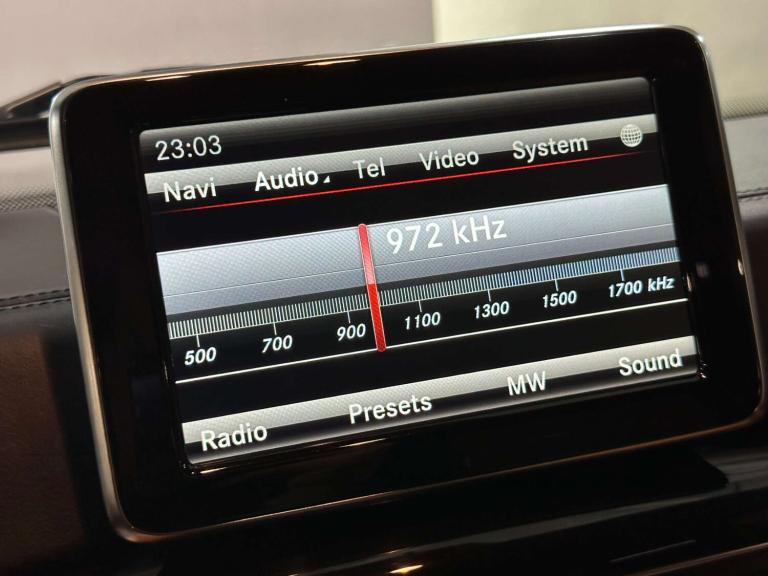 23:03
Navi Audio Tel Video System
972 kHz
500 700 900 1100 1300 1500 1700 kHz
Radio Presets MW Sound